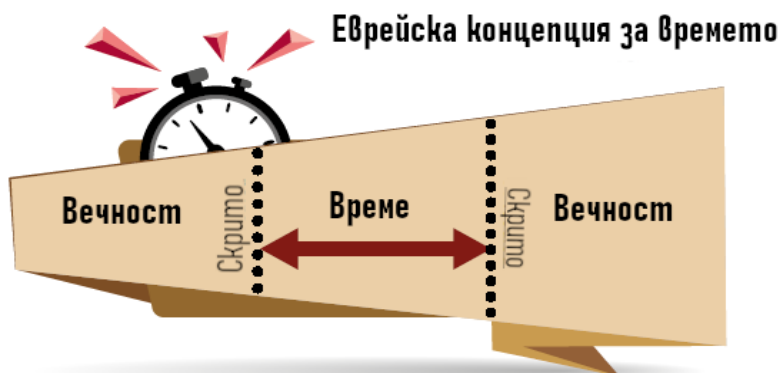 Еврейска концепция за времето
Вечност
Скрито
Време
Скрито
Вечност